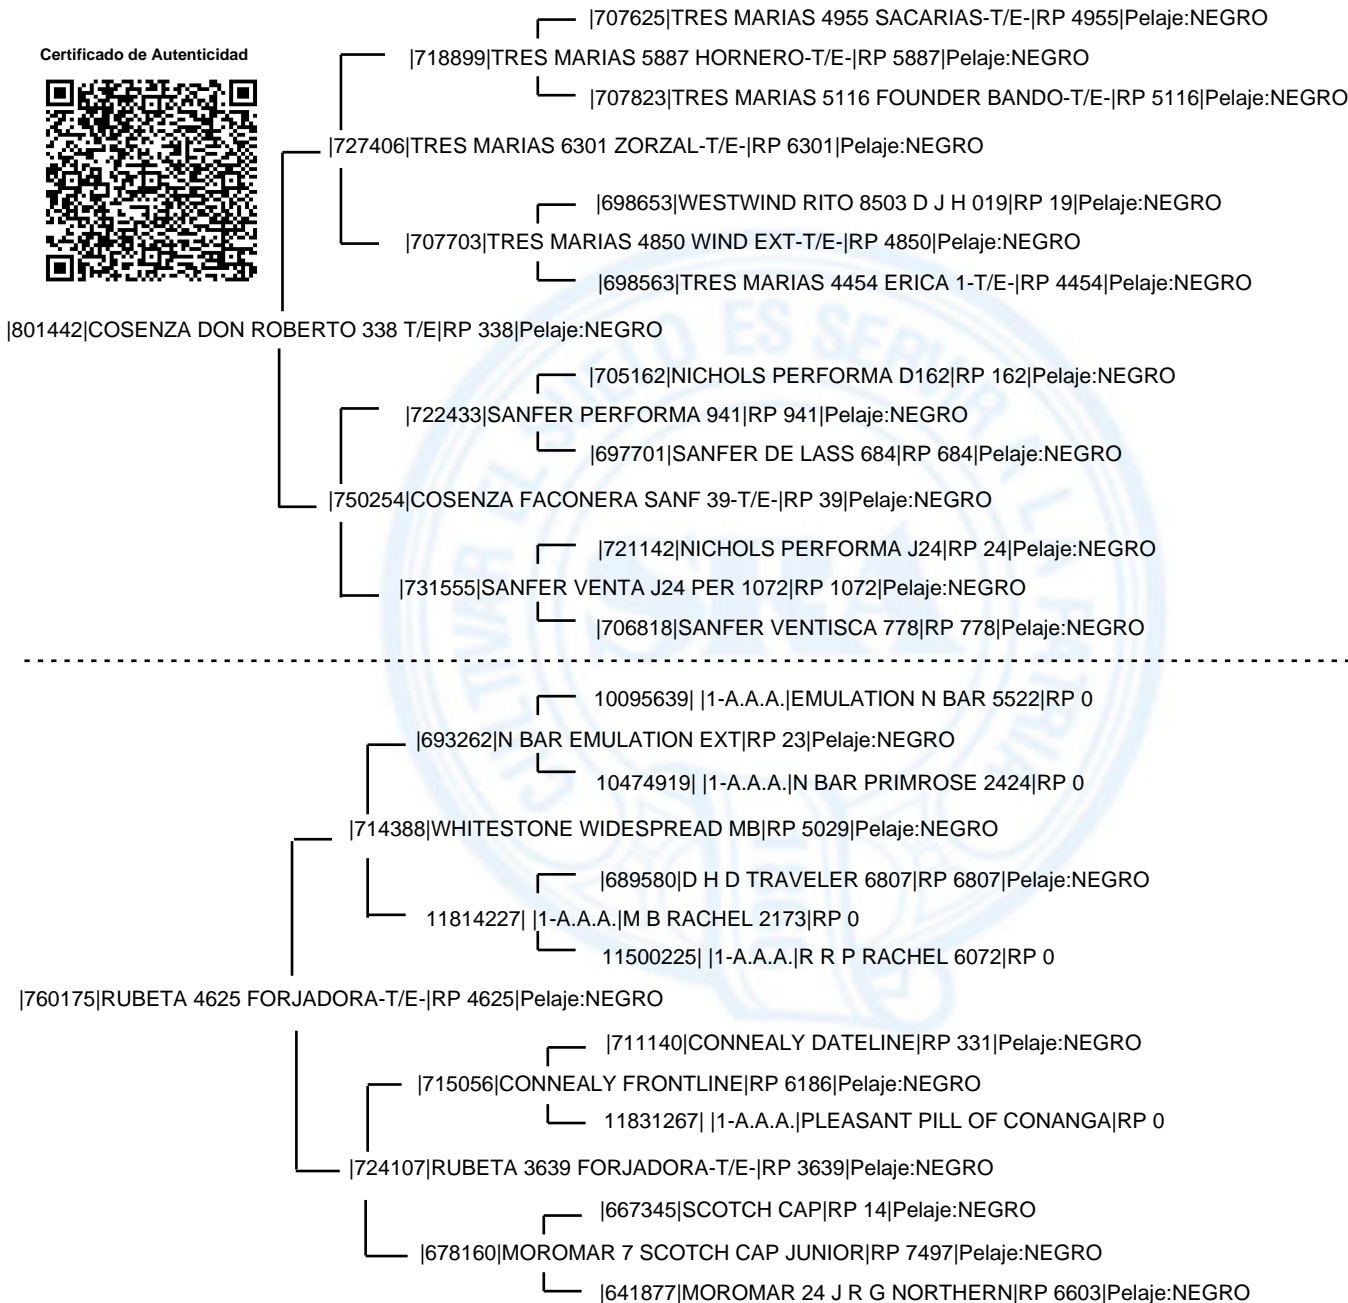 |707625|TRES MARIAS 4955 SACARIAS-T/E-|RP 4955|Pelaje:NEGRO
Certificado de Autenticidad
|718899|TRES MARIAS 5887 HORNERO-T/E-|RP 5887|Pelaje:NEGRO
|707823|TRES MARIAS 5116 FOUNDER BANDO-T/E-|RP 5116|Pelaje:NEGRO
|727406|TRES MARIAS 6301 ZORZAL-T/E-|RP 6301|Pelaje:NEGRO
|698653|WESTWIND RITO 8503 D J H 019|RP 19|Pelaje:NEGRO
|707703|TRES MARIAS 4850 WIND EXT-T/E-|RP 4850|Pelaje:NEGRO
|698563|TRES MARIAS 4454 ERICA 1-T/E-|RP 4454|Pelaje:NEGRO
|801442|COSENZA DON ROBERTO 338 T/E|RP 338|Pelaje:NEGRO
|705162|NICHOLS PERFORMA D162|RP 162|Pelaje:NEGRO
|722433|SANFER PERFORMA 941|RP 941|Pelaje:NEGRO
|697701|SANFER DE LASS 684|RP 684|Pelaje:NEGRO
|750254|COSENZA FACONERA SANF 39-T/E-|RP 39|Pelaje:NEGRO
|721142|NICHOLS PERFORMA J24|RP 24|Pelaje:NEGRO
|731555|SANFER VENTA J24 PER 1072|RP 1072|Pelaje:NEGRO
|706818|SANFER VENTISCA 778|RP 778|Pelaje:NEGRO
10095639| |1-A.A.A.|EMULATION N BAR 5522|RP 0
|693262|N BAR EMULATION EXT|RP 23|Pelaje:NEGRO
10474919| |1-A.A.A.|N BAR PRIMROSE 2424|RP 0
|714388|WHITESTONE WIDESPREAD MB|RP 5029|Pelaje:NEGRO
|689580|D H D TRAVELER 6807|RP 6807|Pelaje:NEGRO
11814227| |1-A.A.A.|M B RACHEL 2173|RP 0
11500225| |1-A.A.A.|R R P RACHEL 6072|RP 0
|760175|RUBETA 4625 FORJADORA-T/E-|RP 4625|Pelaje:NEGRO
|711140|CONNEALY DATELINE|RP 331|Pelaje:NEGRO
|715056|CONNEALY FRONTLINE|RP 6186|Pelaje:NEGRO
11831267| |1-A.A.A.|PLEASANT PILL OF CONANGA|RP 0
|724107|RUBETA 3639 FORJADORA-T/E-|RP 3639|Pelaje:NEGRO
|667345|SCOTCH CAP|RP 14|Pelaje:NEGRO
|678160|MOROMAR 7 SCOTCH CAP JUNIOR|RP 7497|Pelaje:NEGRO
|641877|MOROMAR 24 J R G NORTHERN|RP 6603|Pelaje:NEGRO
CULTIVAR EL SUELO ES SERVIR A LA PATRIA
SRA